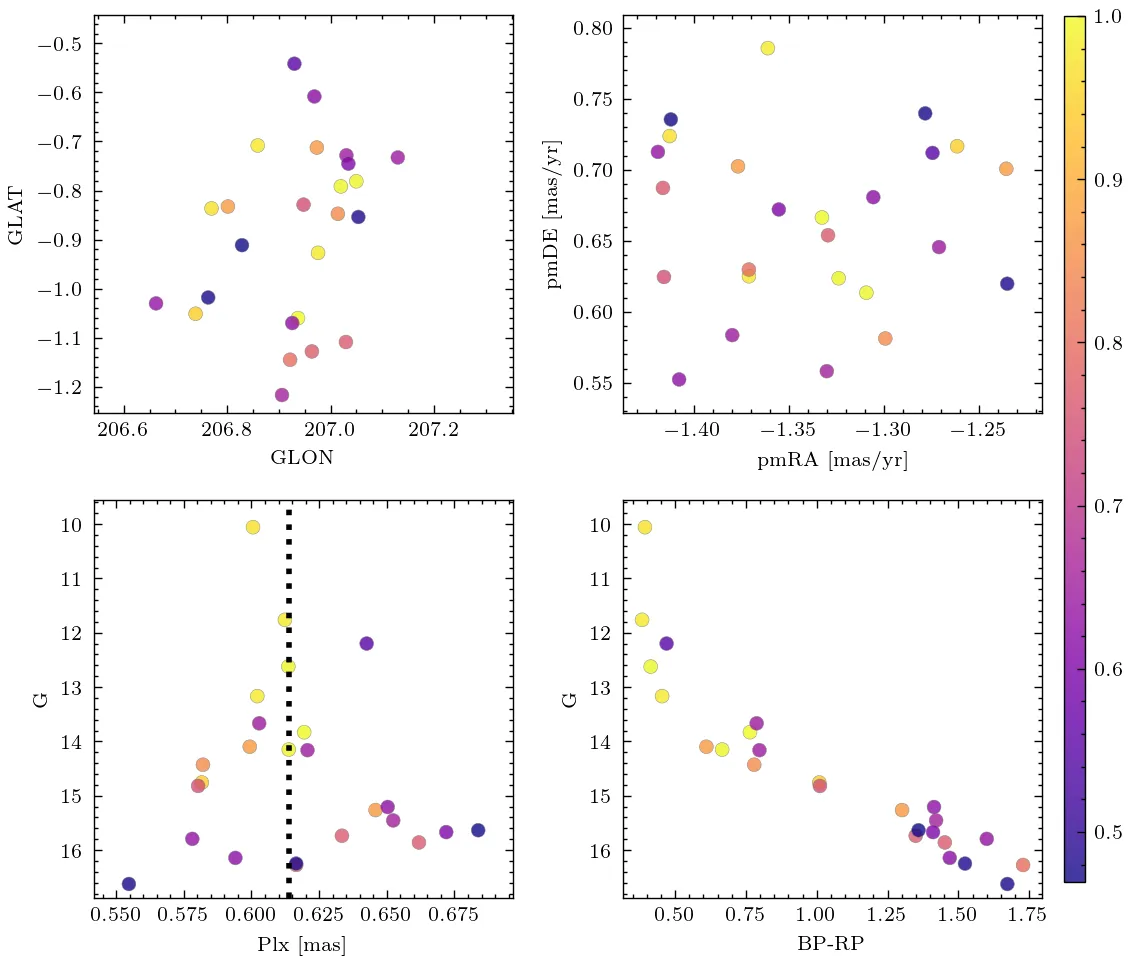 −0.5
−0.6
−0.7
−0.8
−0.9
−1.0
−1.1
−1.2
GLAT
206.6 206.8 207.0 207.2
GLON
0.80
0.75
0.70
0.65
0.60
0.55
pmDE [mas/yr]
−1.40 −1.35 −1.30 −1.25
pmRA [mas/yr]
10
11
12
13
14
15
16
G
0.550 0.575 0.600 0.625 0.650 0.675
Plx [mas]
10
11
12
13
14
15
16
G
0.50 0.75 1.00 1.25 1.50 1.75
BP-RP
1.0
0.9
0.8
0.7
0.6
0.5